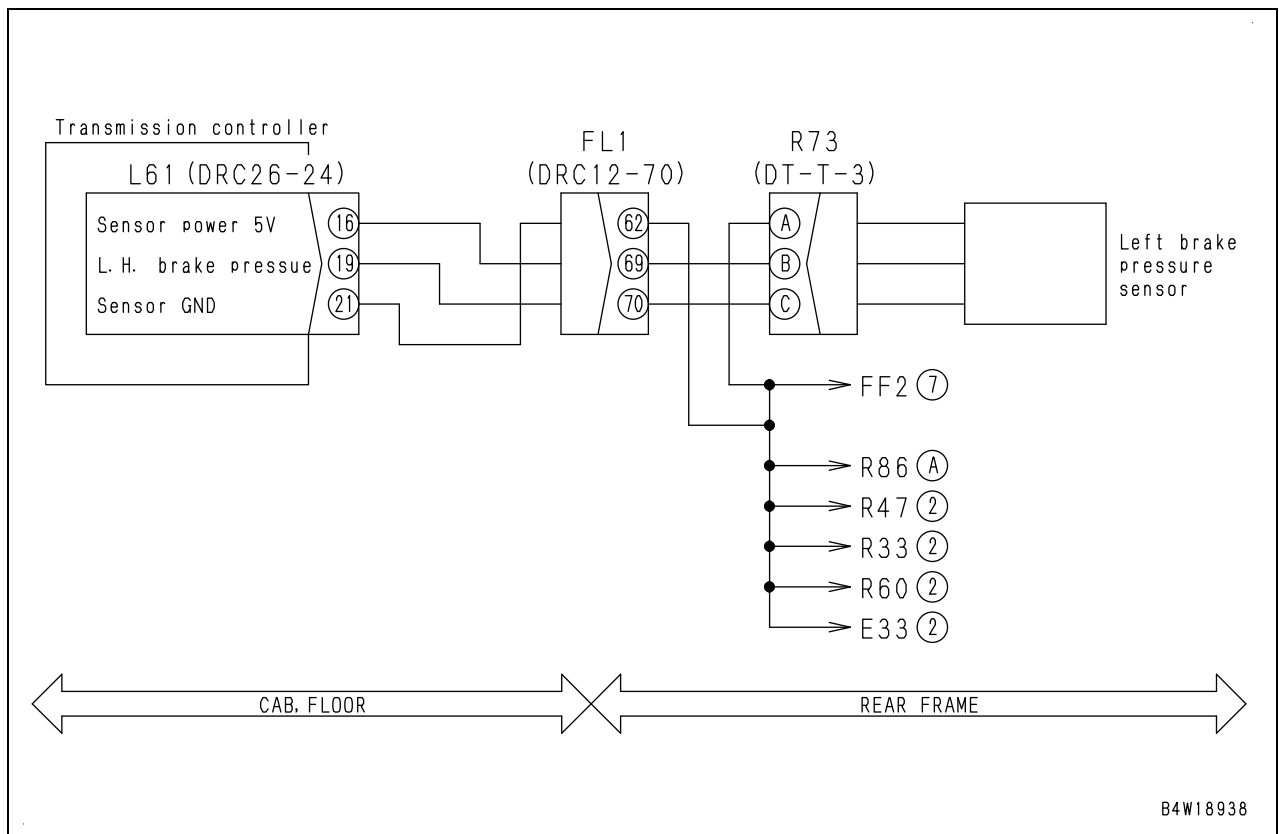 Transmission controller
L61 (DRC26-24)
FL1
(DRC12-70)
R73
(DT-T-3)
Sensor power 5V
16
62
A
L.H. brake pressue
19
69
B
Sensor GND
21
70
C
Left brake
pressure
sensor
FF2 7
R86 A
R47 2
R33 2
R60 2
E33 2
CAB, FLOOR
REAR FRAME
B4W18938